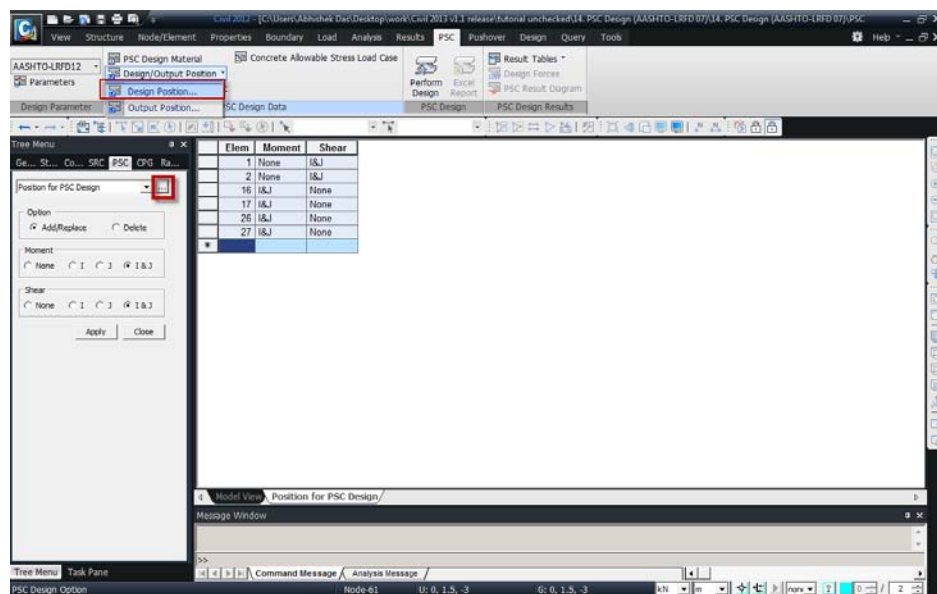 Civil 2012 - [C:\Users\Abhishek Das\Desktop\work\Civil 2013 v1.1 release\tutorial unchecked\14. PSC Design (AASHTO-LRFD 07)\14. PSC Design (AASHTO-LRFD 07)\PSC
View Structure Node/Element Properties Boundary Load Analysis Results PSC Pushover Design Query Tools Help
AASHTO-LRFD12 PSC Design Material Concrete Allowable Stress Load Case Result Tables
Design/Output Position Design Forces
Parameters Design Position... Perform Design Excel Report PSC Result Diagram
Design Parameter Output Position... PSC Design Data PSC Design PSC Design Results
Tree Menu
Ge... St... Co... SRC PSC CPG Ra...
Position for PSC Design ...
Option
Add/Replace Delete
Moment
None I J I & J
Shear
None I J I & J
Apply Close
Elem Moment Shear
1 None I&J
2 None I&J
16 I&J None
17 I&J None
26 I&J None
27 I&J None
*
Model View Position for PSC Design
Message Window
>>
Tree Menu Task Pane Command Message Analysis Message
PSC Design Option Node-61 U: 0, 1.5, -3 G: 0, 1.5, -3 kN m non 0 / 2